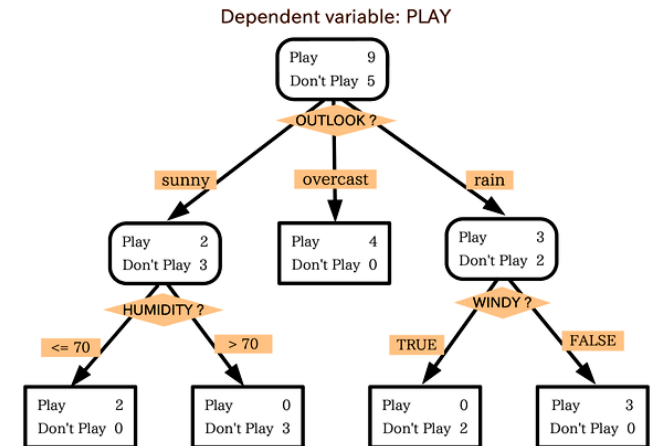 Dependent variable: PLAY
Play 9
Don't Play 5
OUTLOOK ?
sunny
overcast
rain
Play 2
Don't Play 3
Play 4
Don't Play 0
Play 3
Don't Play 2
HUMIDITY ?
WINDY ?
<= 70
> 70
TRUE
FALSE
Play 2
Don't Play 0
Play 0
Don't Play 3
Play 0
Don't Play 2
Play 3
Don't Play 0